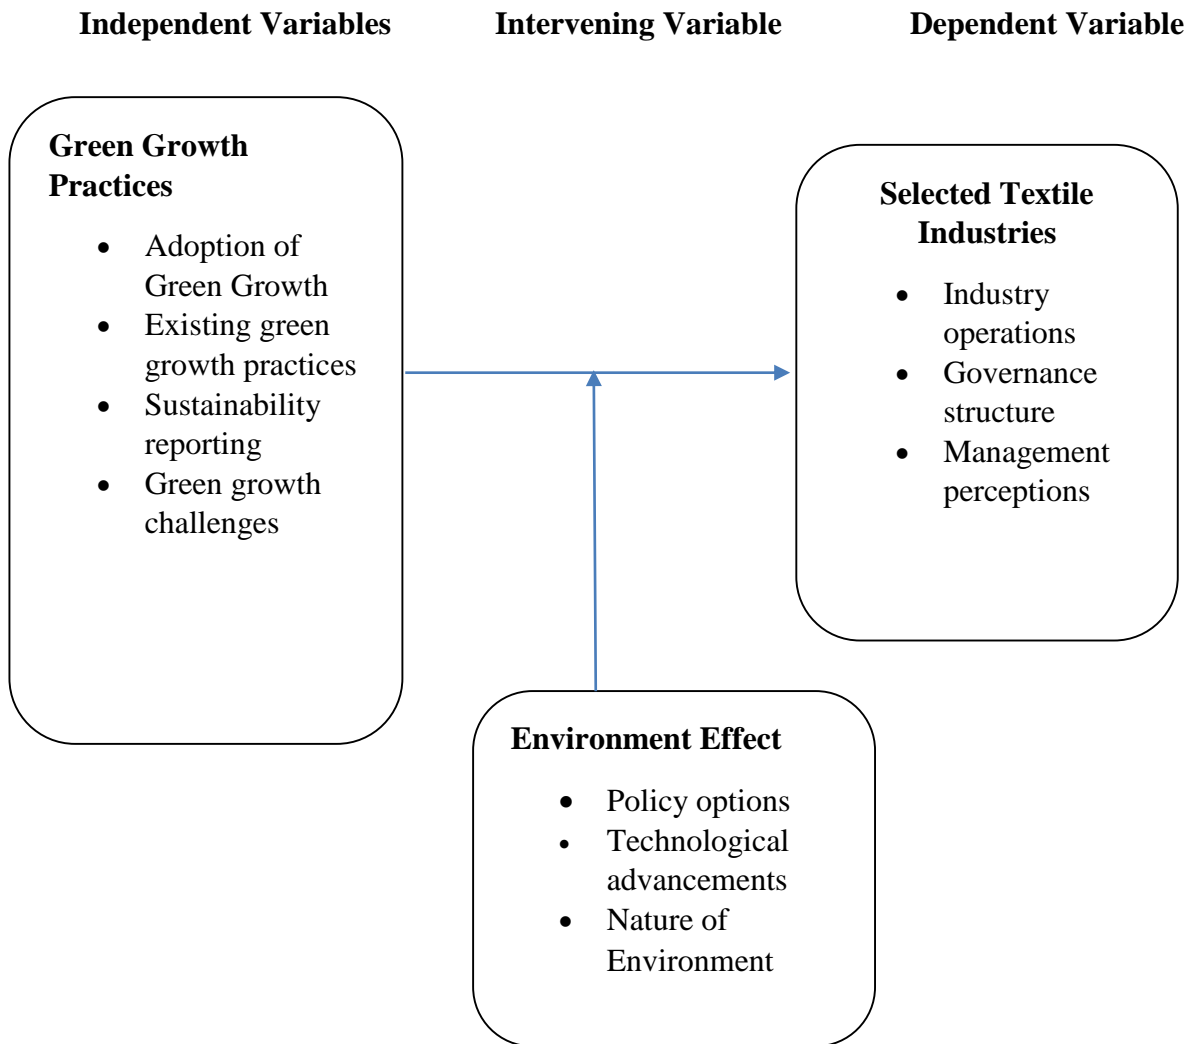 Independent Variables Intervening Variable Dependent Variable
Green Growth
Practices
• Adoption of
Green Growth
• Existing green
growth practices
• Sustainability
reporting
• Green growth
challenges
Selected Textile
Industries
• Industry
operations
• Governance
structure
• Management
perceptions
Environment Effect
• Policy options
• Technological
advancements
• Nature of
Environment